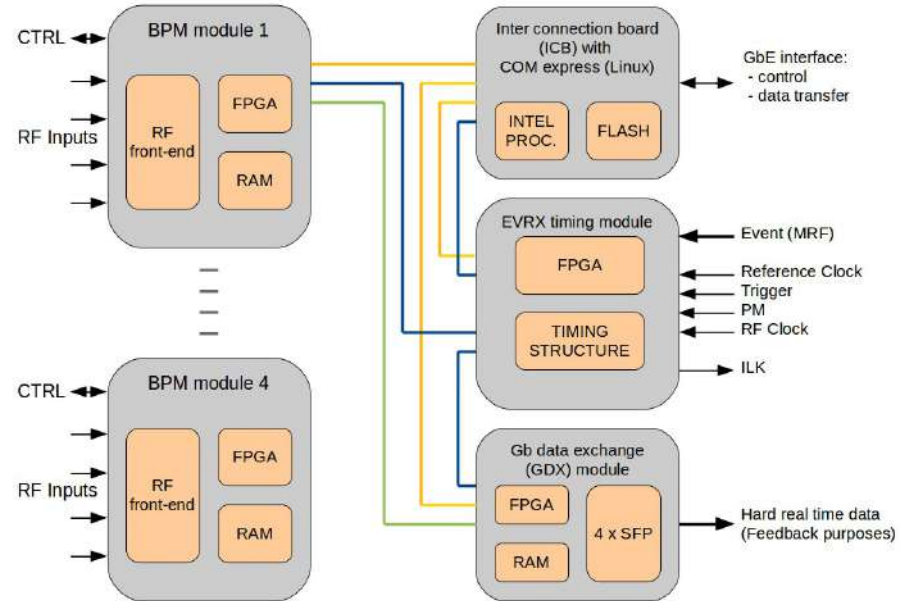 BPM module 1
CTRL
RF Inputs
RF
front-end
FPGA
RAM
BPM module 4
CTRL
RF Inputs
RF
front-end
FPGA
RAM
Inter connection board
(ICB) with
COM express (Linux)
INTEL
PROC.
FLASH
GbE interface:
- control
- data transfer
EVRX timing module
FPGA
TIMING
STRUCTURE
Event (MRF)
Reference Clock
Trigger
PM
RF Clock
ILK
Gb data exchange
(GDX) module
FPGA
RAM
4 x SFP
Hard real time data
(Feedback purposes)